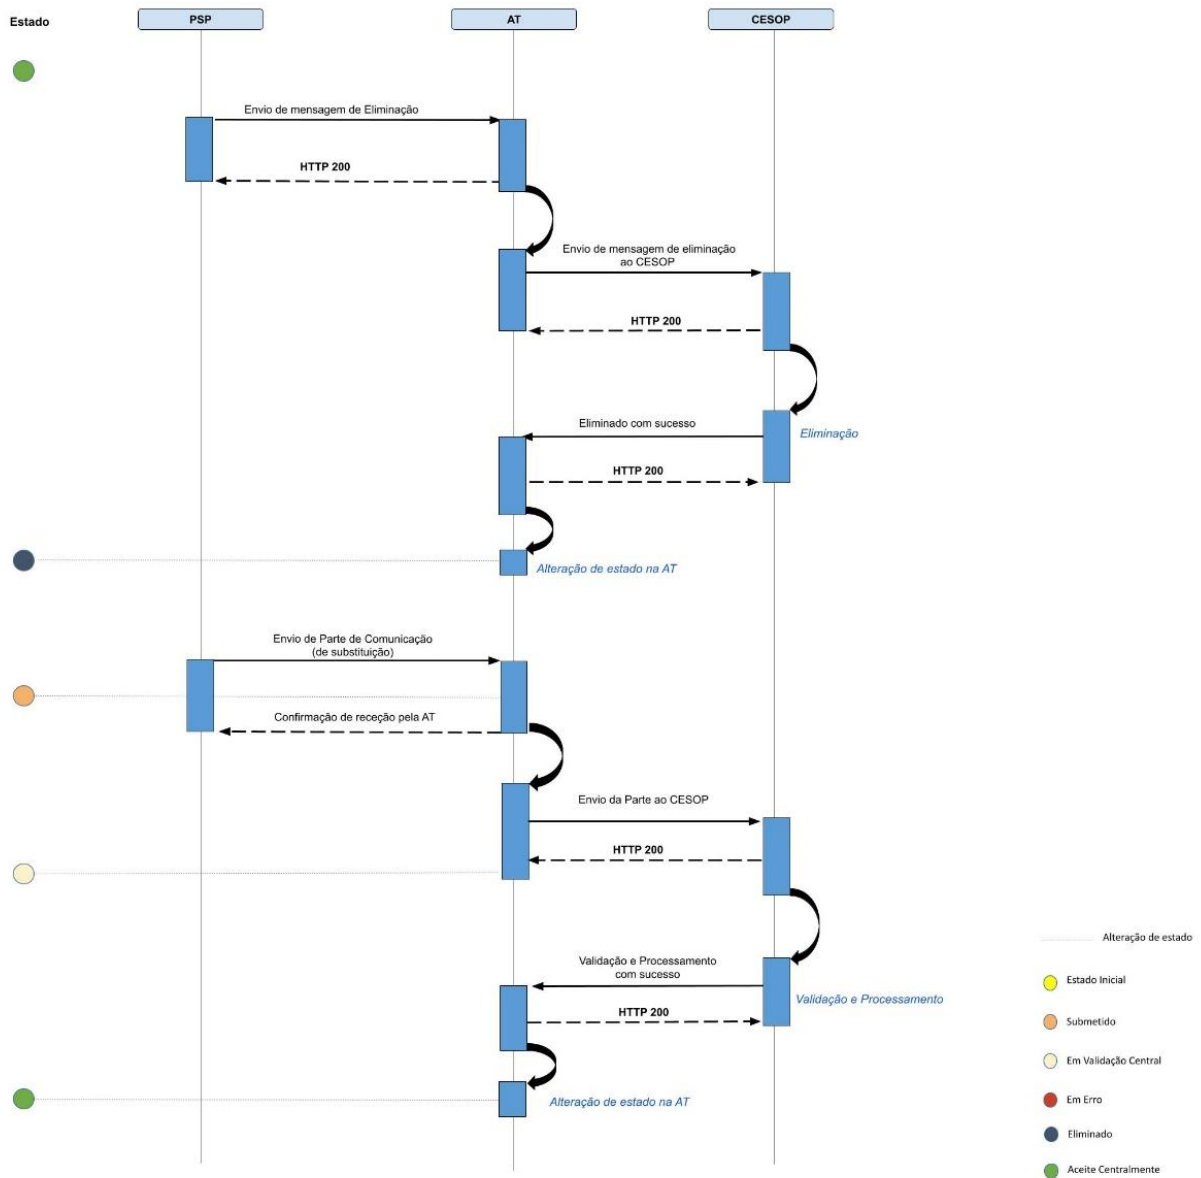 Estado
PSP
AT
CESOP
Envio de mensagem de Eliminação
HTTP 200
Envio de mensagem de eliminação
ao CESOP
HTTP 200
Eliminado com sucesso
Eliminação
HTTP 200
Alteração de estado na AT
Envio de Parte de Comunicação
(de substituição)
Confirmação de receção pela AT
Envio da Parte ao CESOP
HTTP 200
Validação e Processamento
com sucesso
Validação e Processamento
HTTP 200
Alteração de estado na AT
Alteração de estado
Estado Inicial
Submetido
Em Validação Central
Em Erro
Eliminado
Aceite Centralmente